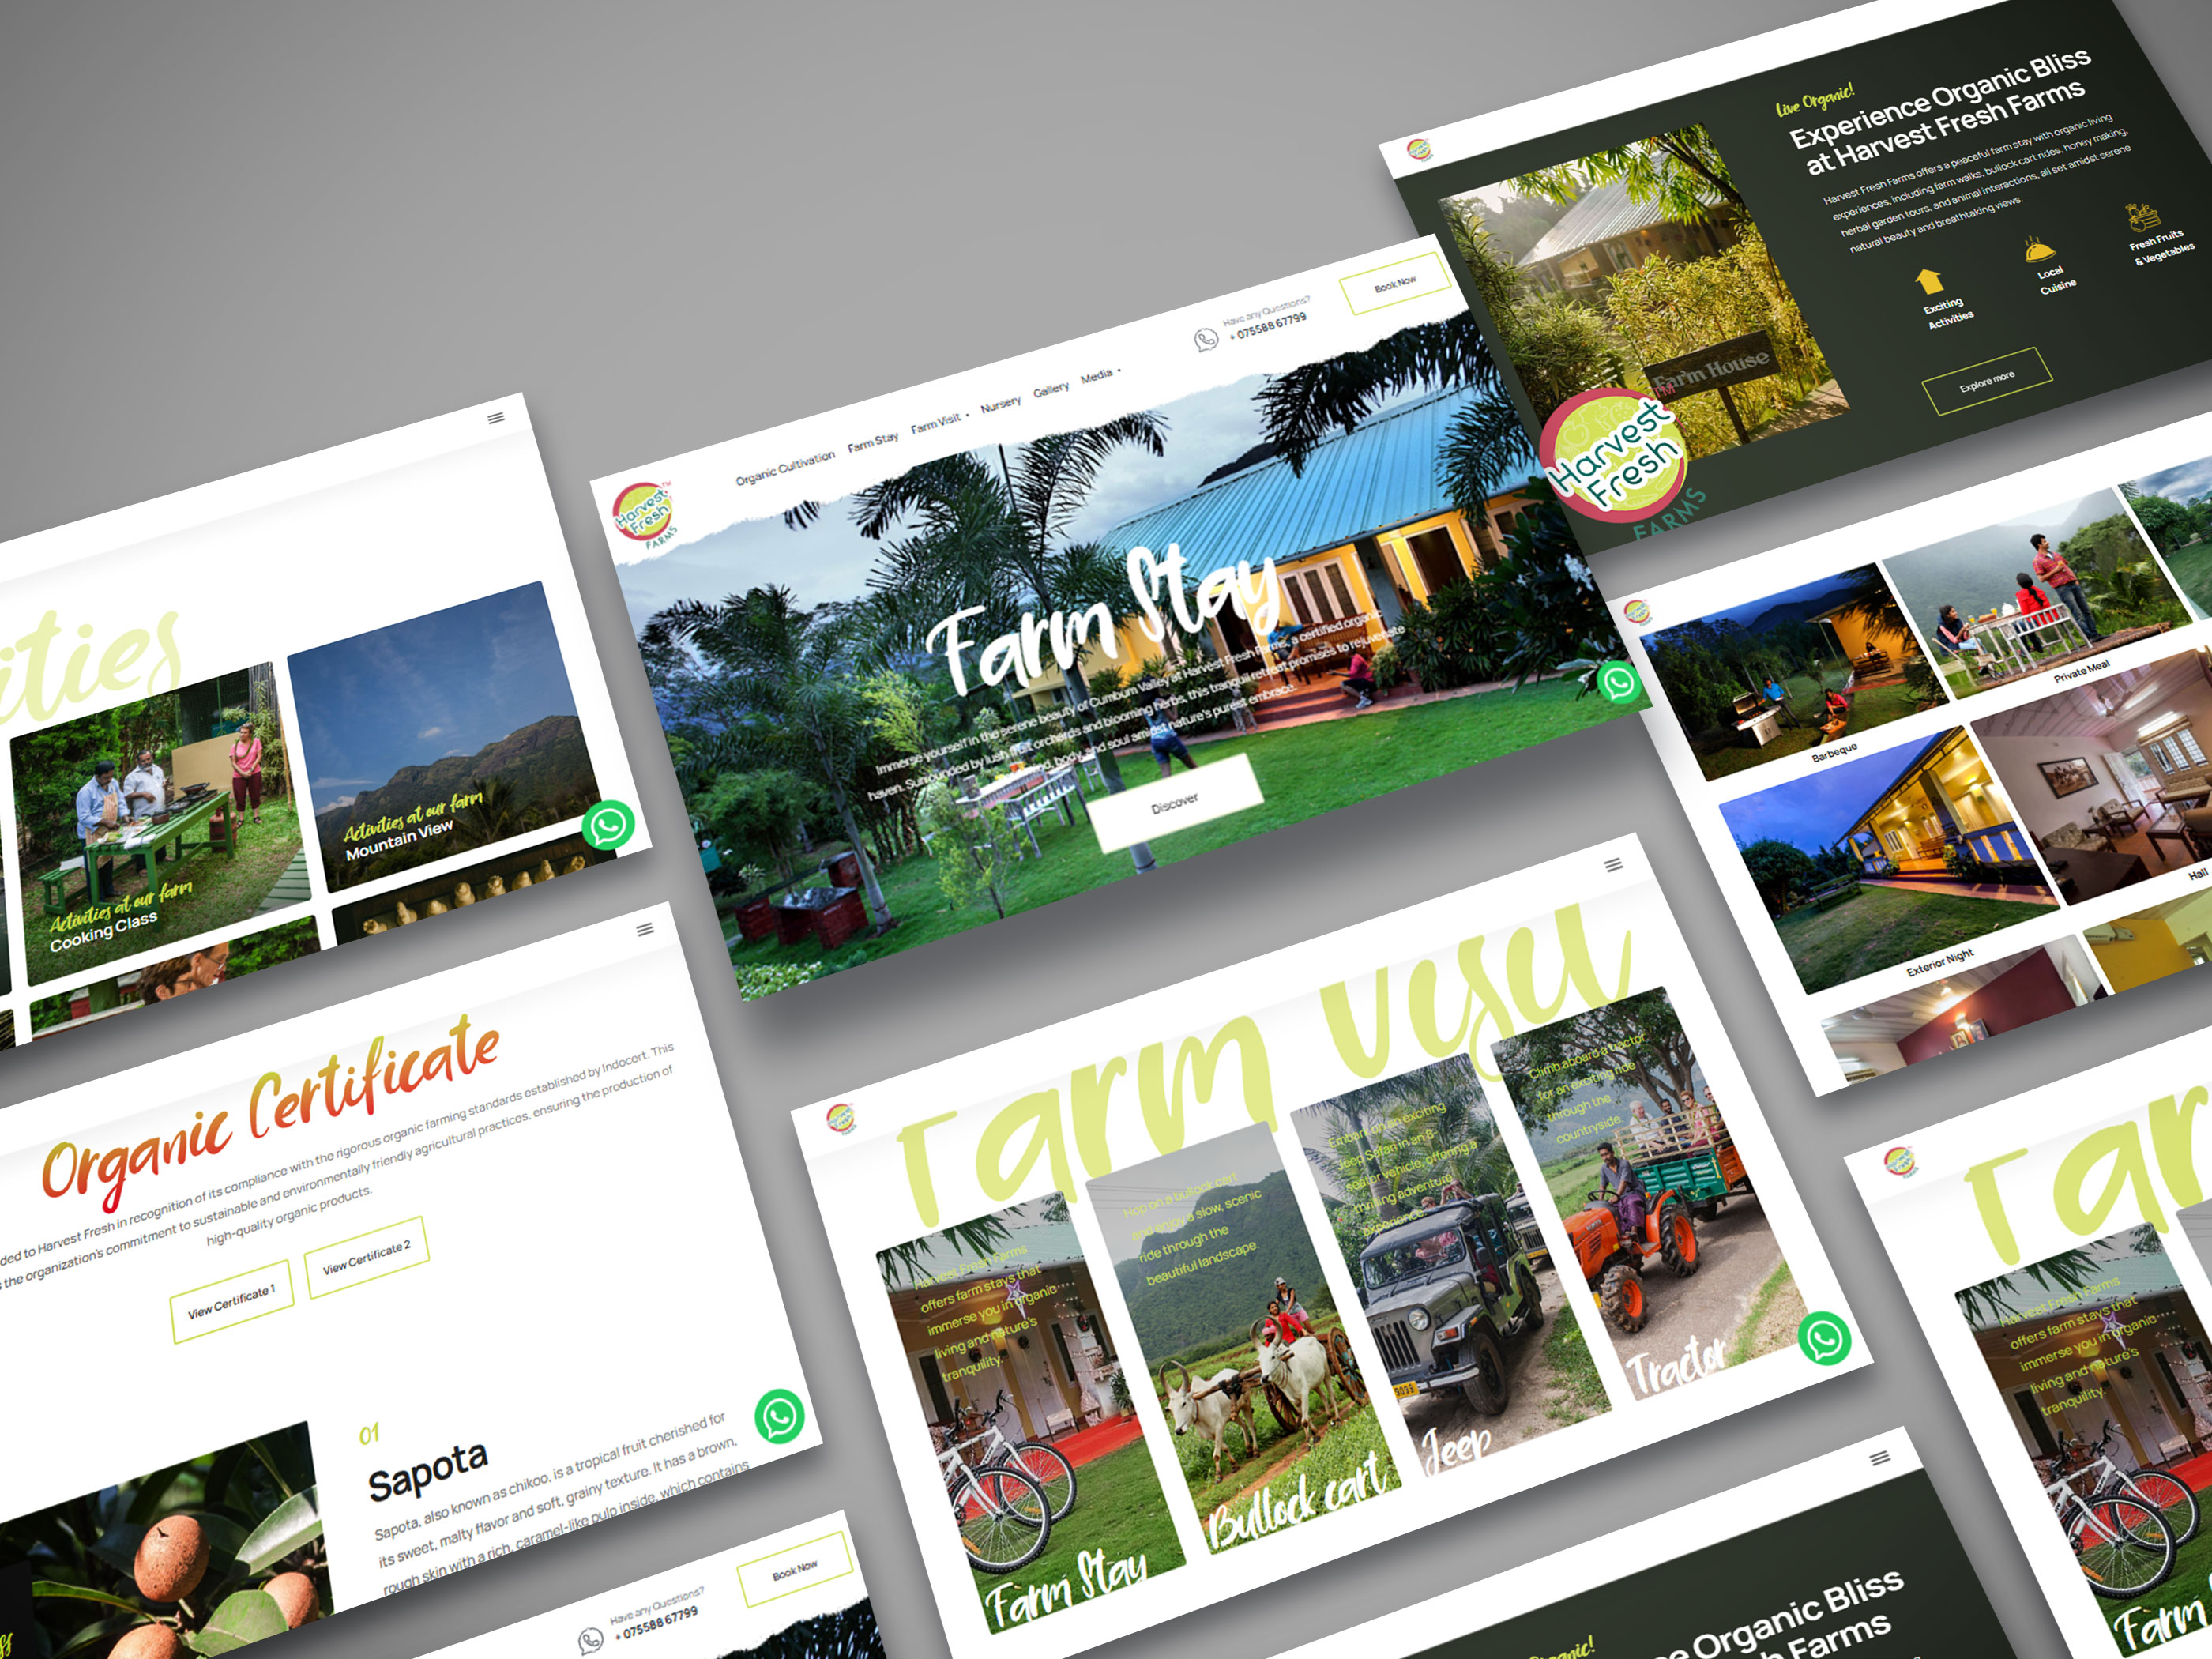 Live Organic!
Experience Organic Bliss
at Harvest Fresh Farms
Harvest Fresh Farms offers a peaceful farm stay with organic living
experiences, including farm walks, bullock cart rides, honey making,
herbal garden tours, and animal interactions, all set amidst serene
natural beauty and breathtaking views.
Exciting
Activities
Local
Cuisine
Fresh Fruits
& Vegetables
Explore more
Farm House
Harvest
Fresh
TM
FARMS
Have any Questions?
+ 075588 67799
Book Now
Organic Cultivation
Farm Stay
Farm Visit
Nursery
Gallery
Media
Harvest
Fresh
TM
FARMS
Farm Stay
Immerse yourself in the serene beauty of Cumbum Valley at Harvest Fresh Farms, a certified organic
haven. Surrounded by lush fruit orchards and blooming herbs, this tranquil retreat promises to rejuvenate
mind, body, and soul amidst nature's purest embrace.
Discover
ities
Activities at our farm
Cooking Class
Activities at our farm
Mountain View
Barbeque
Private Meal
Exterior Night
Hall
Organic Certificate
ded to Harvest Fresh in recognition of its compliance with the rigorous organic farming standards established by Indocert. This
the organization's commitment to sustainable and environmentally friendly agricultural practices, ensuring the production of
high-quality organic products.
View Certificate 1
View Certificate 2
01
Sapota
Sapota, also known as chikoo, is a tropical fruit cherished for
its sweet, malty flavor and soft, grainy texture. It has a brown,
rough skin with a rich, caramel-like pulp inside, which contains
Farm Visit
Harvest Fresh Farms
offers farm stays that
immerse you in organic
living and nature's
tranquility.
Farm Stay
Hop on a bullock cart
and enjoy a slow, scenic
ride through the
beautiful landscape.
Bullock cart
Embark on an exciting
Jeep Safari in an 8-
seater vehicle, offering a
thrilling adventure
experience.
Jeep
Climb aboard a tractor
for an exciting ride
through the
countryside.
Tractor
Far
Harvest Fresh Farms
offers farm stays that
immerse you in organic
living and nature's
tranquility.
Farm
Have any Questions?
+ 075588 67799
Book Now
ganic!
ce Organic Bliss
sh Farms